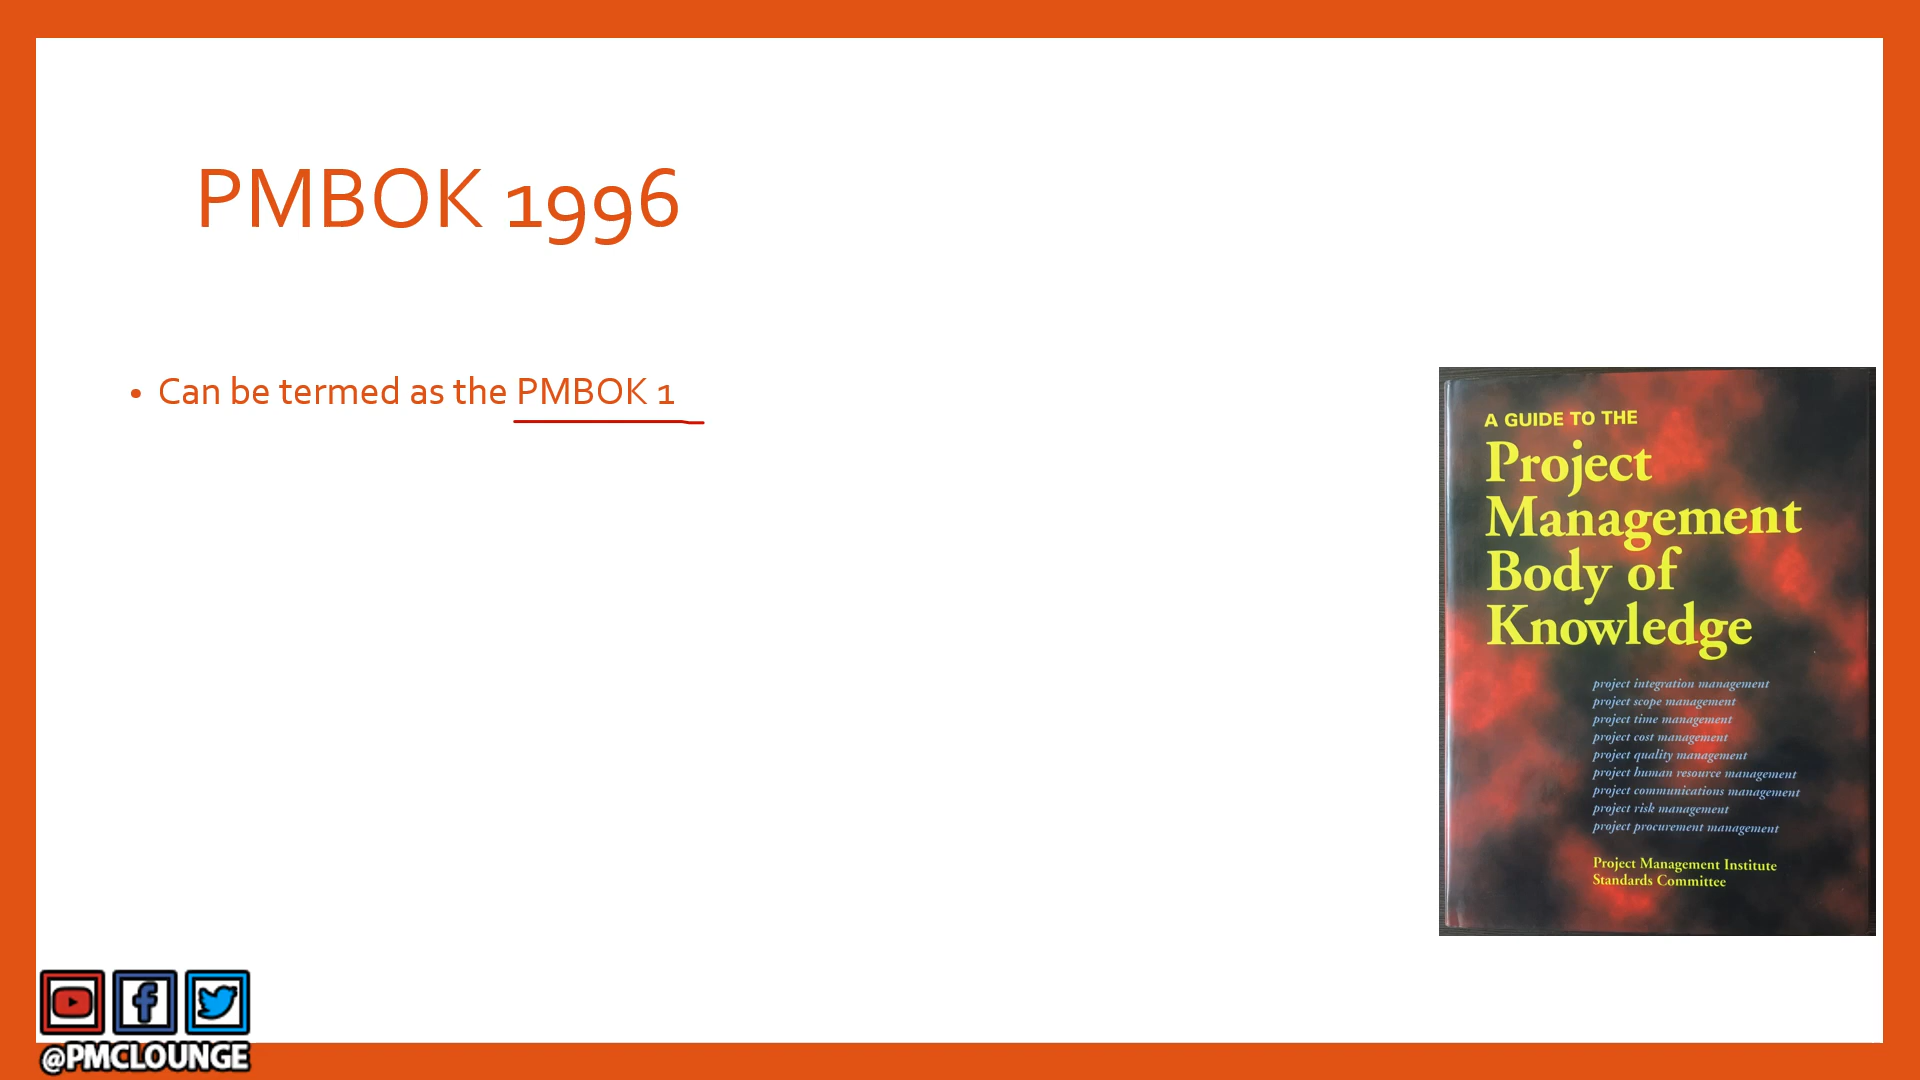 PMBOK 1996
• Can be termed as the PMBOK 1
A GUIDE TO THE
Project
Management
Body of
Knowledge
project integration management
project scope management
project time management
project cost management
project quality management
project human resource management
project communications management
project risk management
project procurement management
Project Management Institute
Standards Committee
@PMCLOUNGE